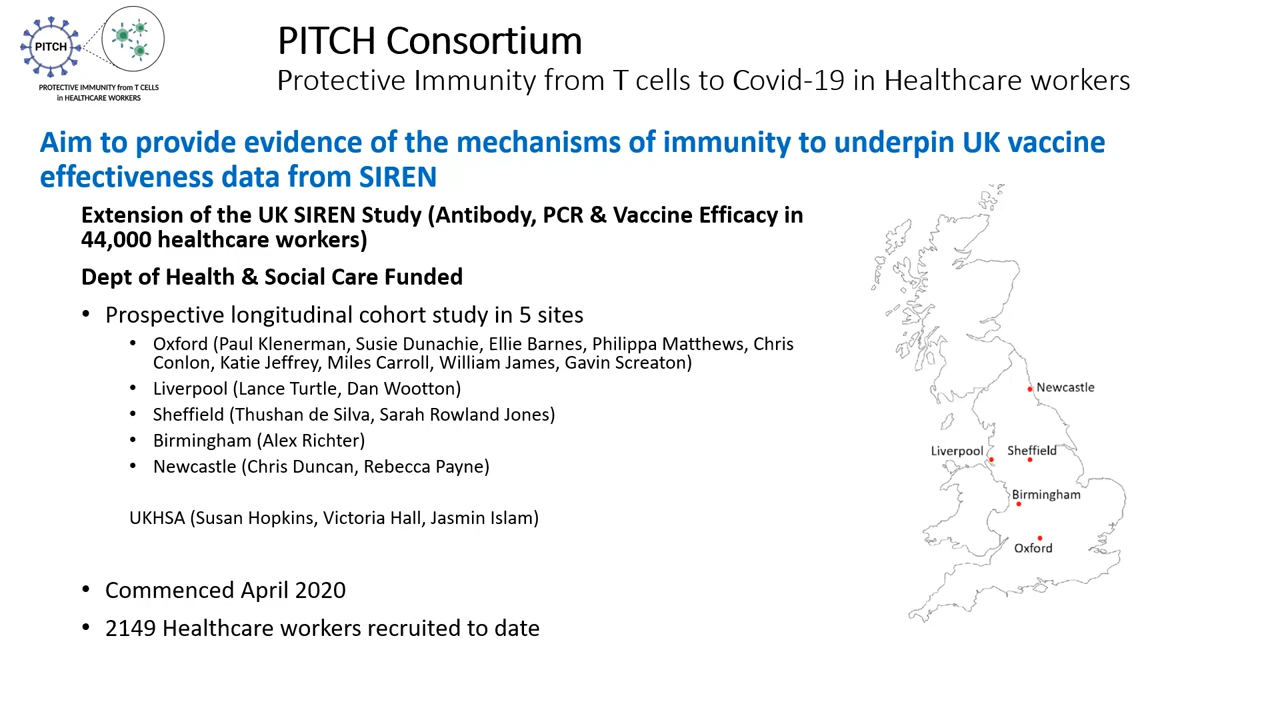 PITCH
PROTECTIVE IMMUNITY from T CELLS
in HEALTHCARE WORKERS
PITCH Consortium
Protective Immunity from T cells to Covid-19 in Healthcare workers
Aim to provide evidence of the mechanisms of immunity to underpin UK vaccine
effectiveness data from SIREN
Extension of the UK SIREN Study (Antibody, PCR & Vaccine Efficacy in
44,000 healthcare workers)
Dept of Health & Social Care Funded
• Prospective longitudinal cohort study in 5 sites
• Oxford (Paul Klenerman, Susie Dunachie, Ellie Barnes, Philippa Matthews, Chris
Conlon, Katie Jeffrey, Miles Carroll, William James, Gavin Screaton)
• Liverpool (Lance Turtle, Dan Wootton)
• Sheffield (Thushan de Silva, Sarah Rowland Jones)
• Birmingham (Alex Richter)
• Newcastle (Chris Duncan, Rebecca Payne)
UKHSA (Susan Hopkins, Victoria Hall, Jasmin Islam)
• Commenced April 2020
• 2149 Healthcare workers recruited to date
Newcastle
Liverpool
Sheffield
Birmingham
Oxford